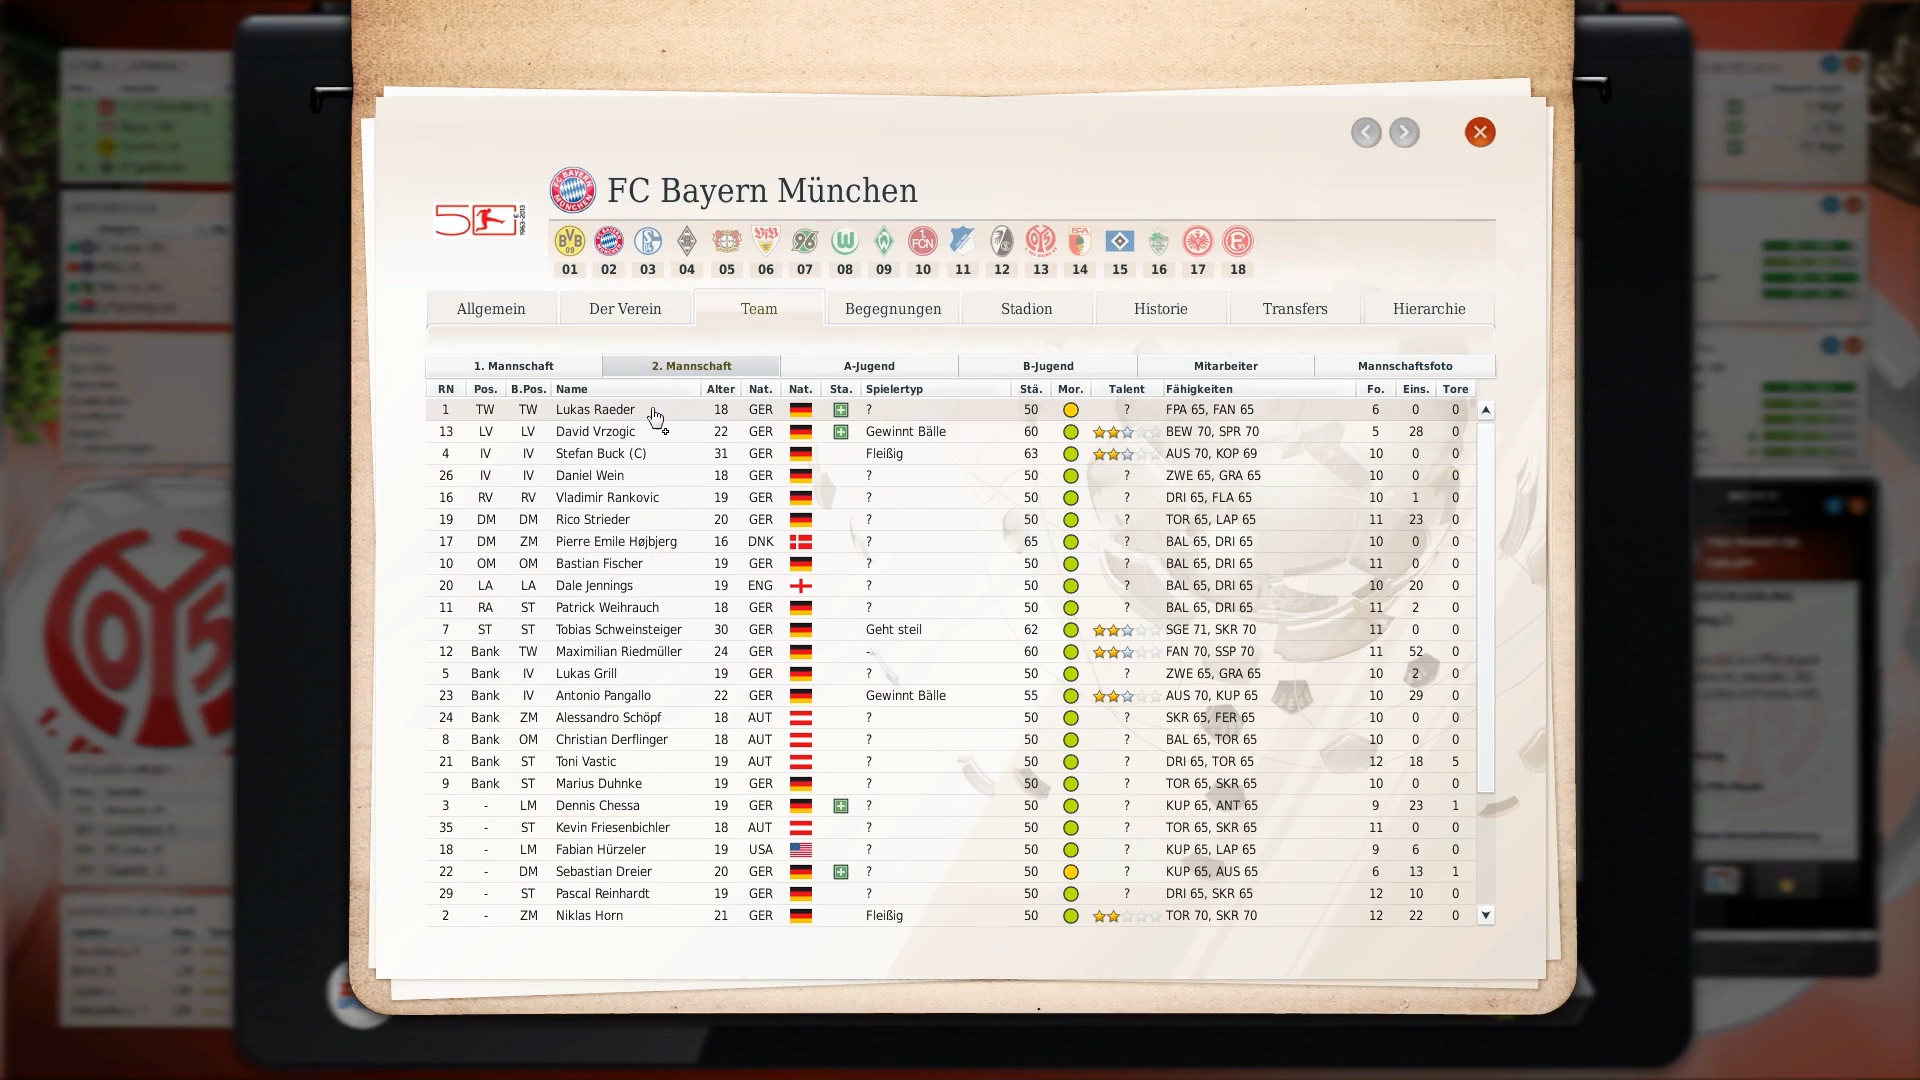 FC Bayern München
50 1963-2013
01 02 03 04 05 06 07 08 09 10 11 12 13 14 15 16 17 18
Allgemein Der Verein Team Begegnungen Stadion Historie Transfers Hierarchie
1. Mannschaft 2. Mannschaft A-Jugend B-Jugend Mitarbeiter Mannschaftsfoto
RN Pos. B.Pos. Name Alter Nat. Nat. Sta. Spielertyp Stä. Mor. Talent Fähigkeiten Fo. Eins. Tore
1 TW TW Lukas Raeder 18 GER ? 50 ? FPA 65, FAN 65 6 0 0
13 LV LV David Vrzogic 22 GER Gewinnt Bälle 60 BEW 70, SPR 70 5 28 0
4 IV IV Stefan Buck (C) 31 GER Fleißig 63 AUS 70, KOP 69 10 0 0
26 IV IV Daniel Wein 18 GER ? 50 ? ZWE 65, GRA 65 10 0 0
16 RV RV Vladimir Rankovic 19 GER ? 50 ? DRI 65, FLA 65 10 1 0
19 DM DM Rico Strieder 20 GER ? 50 ? TOR 65, LAP 65 11 23 0
17 DM ZM Pierre Emile Højbjerg 16 DNK ? 65 ? BAL 65, DRI 65 10 0 0
10 OM OM Bastian Fischer 19 GER ? 50 ? BAL 65, DRI 65 11 0 0
20 LA LA Dale Jennings 19 ENG ? 50 ? BAL 65, DRI 65 10 20 0
11 RA ST Patrick Weihrauch 18 GER ? 50 ? BAL 65, DRI 65 11 2 0
7 ST ST Tobias Schweinsteiger 30 GER Geht steil 62 SGE 71, SKR 70 11 0 0
12 Bank TW Maximilian Riedmüller 24 GER - 60 FAN 70, SSP 70 11 52 0
5 Bank IV Lukas Grill 19 GER ? 50 ? ZWE 65, GRA 65 10 2 0
23 Bank IV Antonio Pangallo 22 GER Gewinnt Bälle 55 AUS 70, KUP 65 10 29 0
24 Bank ZM Alessandro Schöpf 18 AUT ? 50 ? SKR 65, FER 65 10 0 0
8 Bank OM Christian Derflinger 18 AUT ? 50 ? BAL 65, TOR 65 10 0 0
21 Bank ST Toni Vastic 19 AUT ? 50 ? DRI 65, TOR 65 12 18 5
9 Bank ST Marius Duhnke 19 GER ? 50 ? TOR 65, SKR 65 10 0 0
3 - LM Dennis Chessa 19 GER ? 50 ? KUP 65, ANT 65 9 23 1
35 - ST Kevin Friesenbichler 18 AUT ? 50 ? TOR 65, SKR 65 11 0 0
18 - LM Fabian Hürzeler 19 USA ? 50 ? KUP 65, LAP 65 9 6 0
22 - DM Sebastian Dreier 20 GER ? 50 ? KUP 65, AUS 65 6 13 1
29 - ST Pascal Reinhardt 19 GER ? 50 ? DRI 65, SKR 65 12 10 0
2 - ZM Niklas Horn 21 GER Fleißig 50 TOR 70, SKR 70 12 22 0